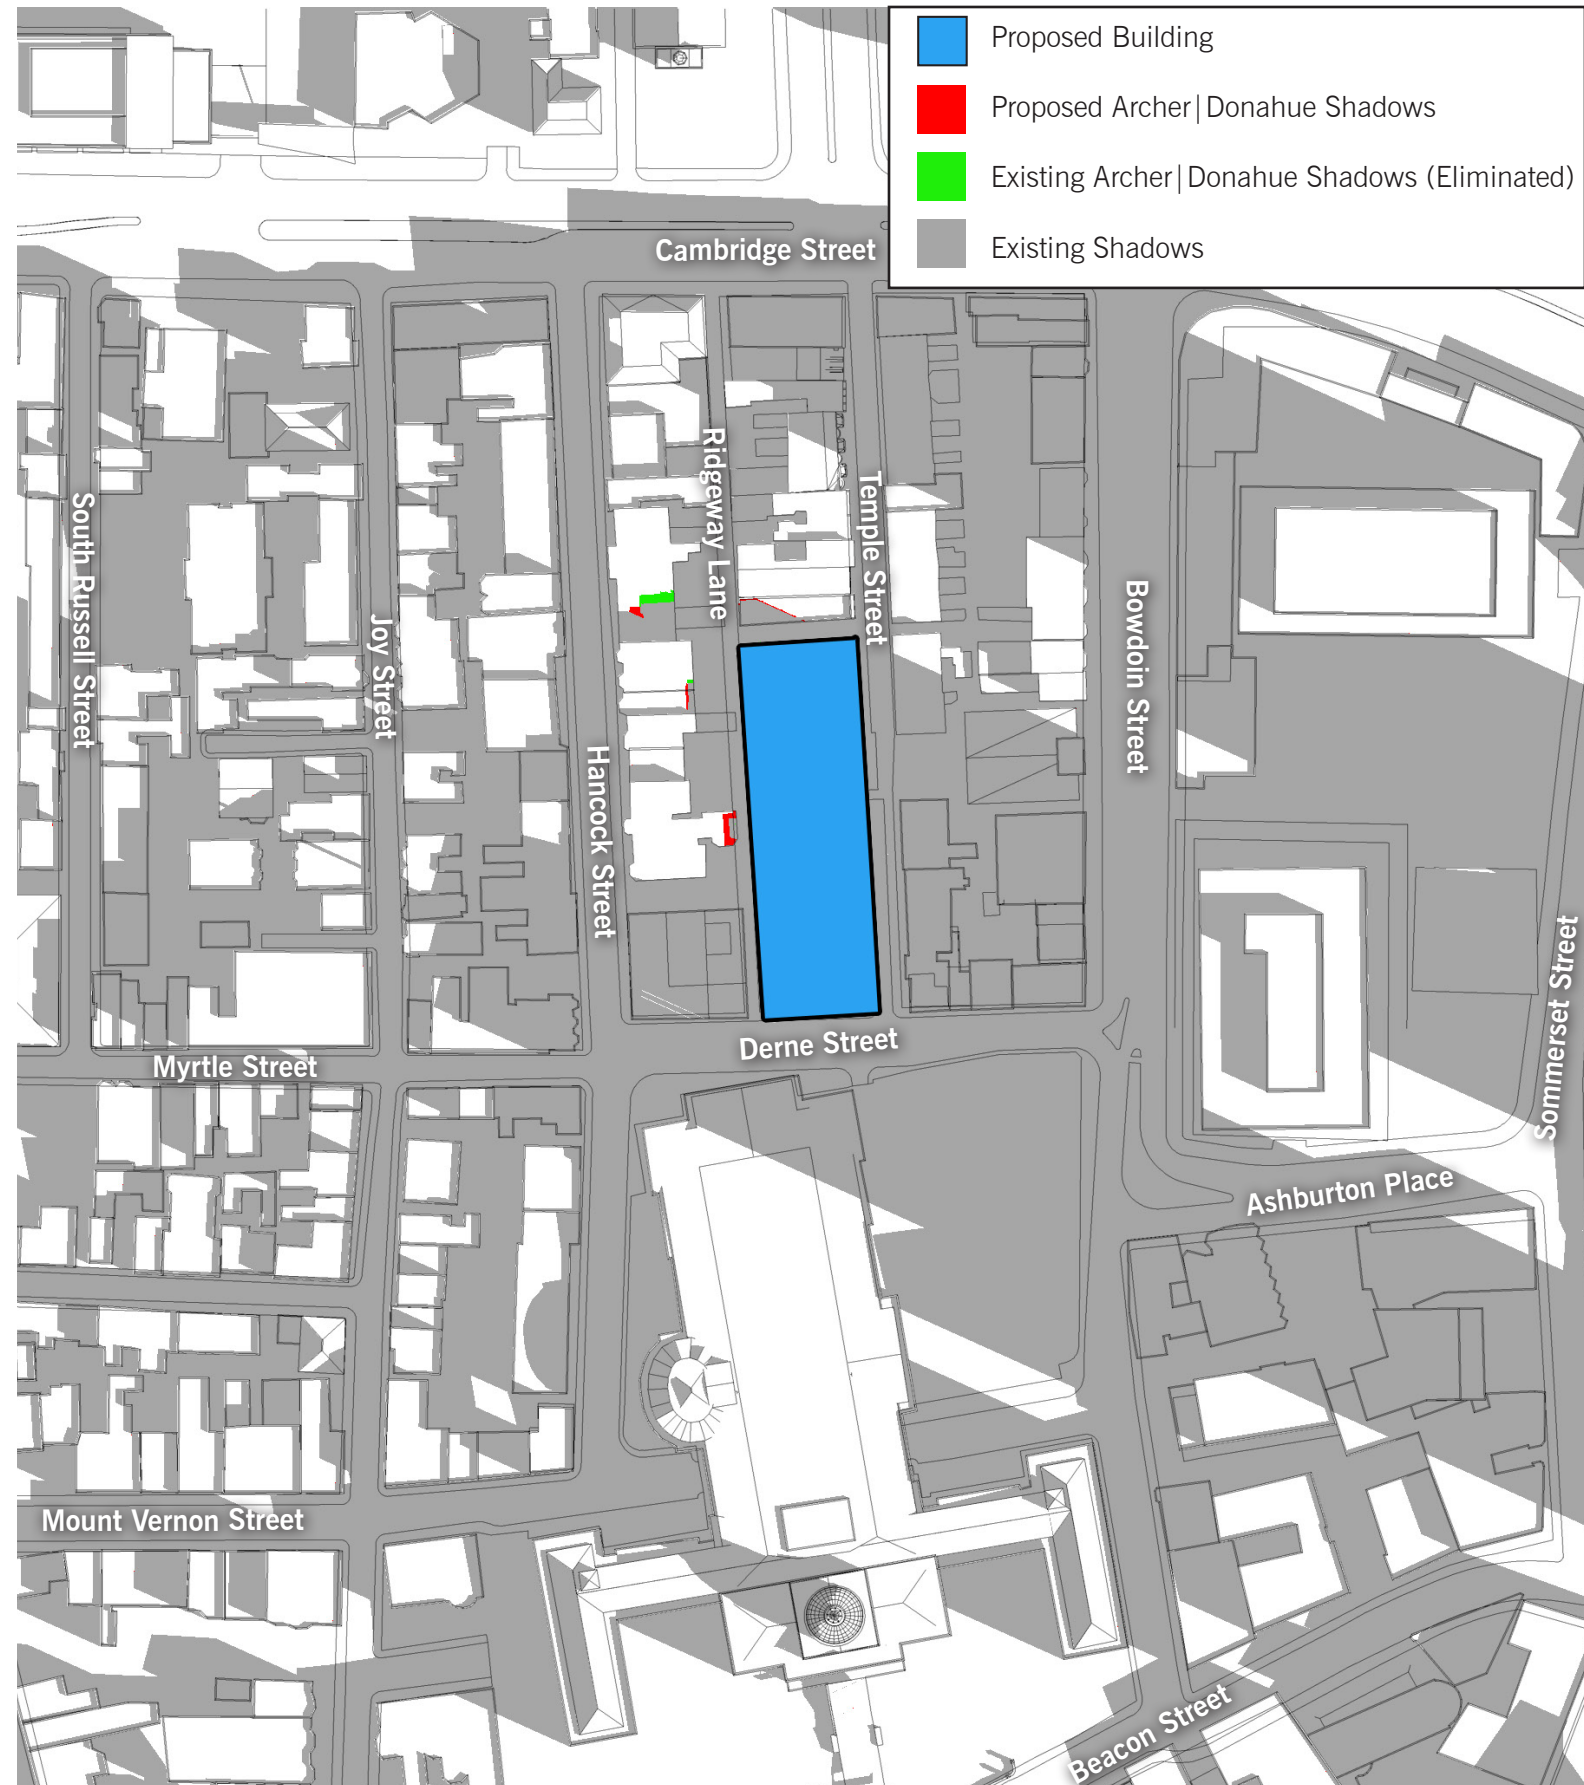 Proposed Building
Proposed Archer|Donahue Shadows
Existing Archer|Donahue Shadows (Eliminated)
Existing Shadows
Cambridge Street
Ridgeway Lane
Temple Street
South Russell Street
Joy Street
Hancock Street
Bowdoin Street
Sommerset Street
Derne Street
Myrtle Street
Ashburton Place
Mount Vernon Street
Beacon Street